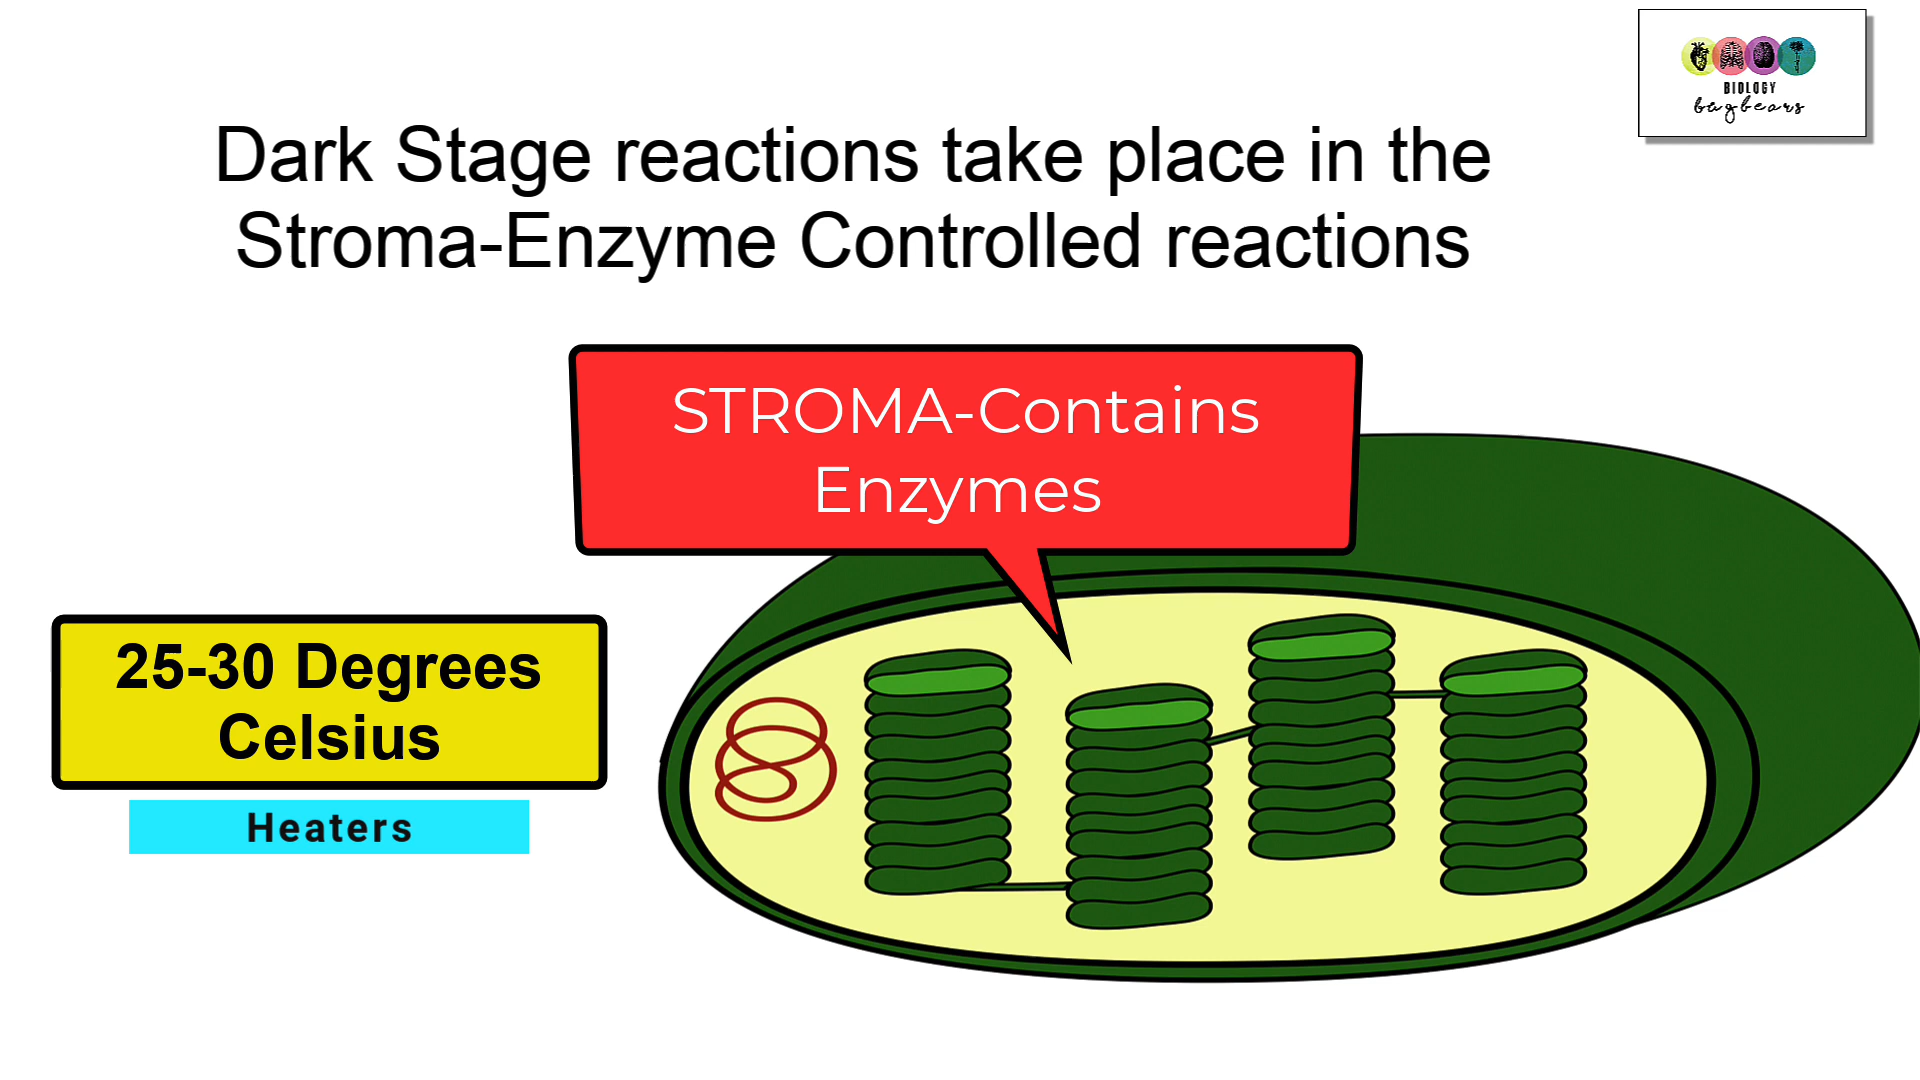 BIOLOGY
bugbears
Dark Stage reactions take place in the
Stroma-Enzyme Controlled reactions
STROMA-Contains
Enzymes
25-30 Degrees
Celsius
Heaters